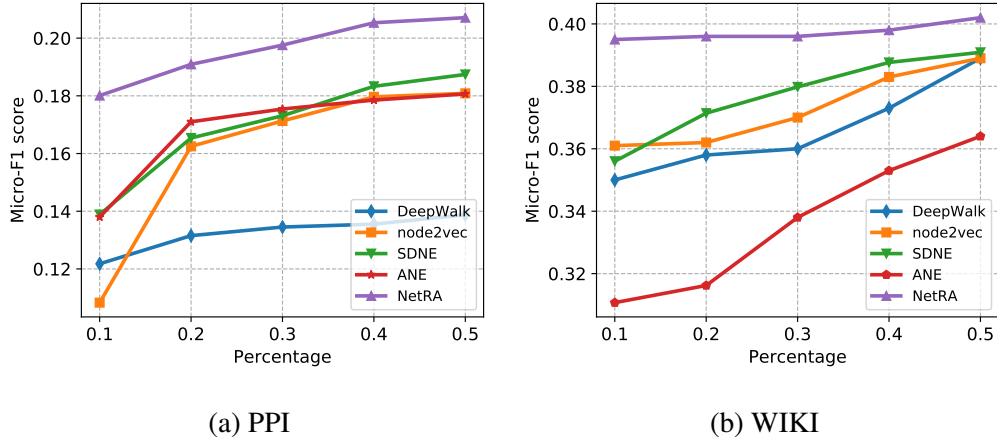 0.20
0.18
0.16
0.14
0.12
Micro-F1 score
DeepWalk
node2vec
SDNE
ANE
NetRA
0.1 0.2 0.3 0.4 0.5
Percentage
(a) PPI
0.40
0.38
0.36
0.34
0.32
Micro-F1 score
DeepWalk
node2vec
SDNE
ANE
NetRA
0.1 0.2 0.3 0.4 0.5
Percentage
(b) WIKI